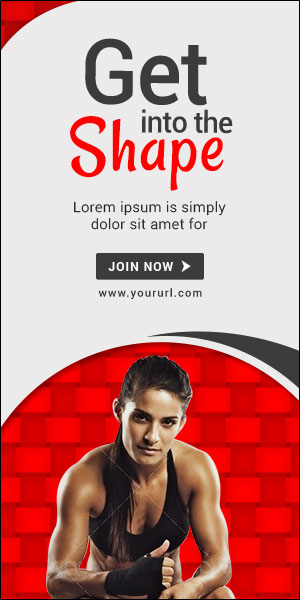 Get
into the
Shape
Lorem ipsum is simply
dolor sit amet for
JOIN NOW
www.yoururl.com